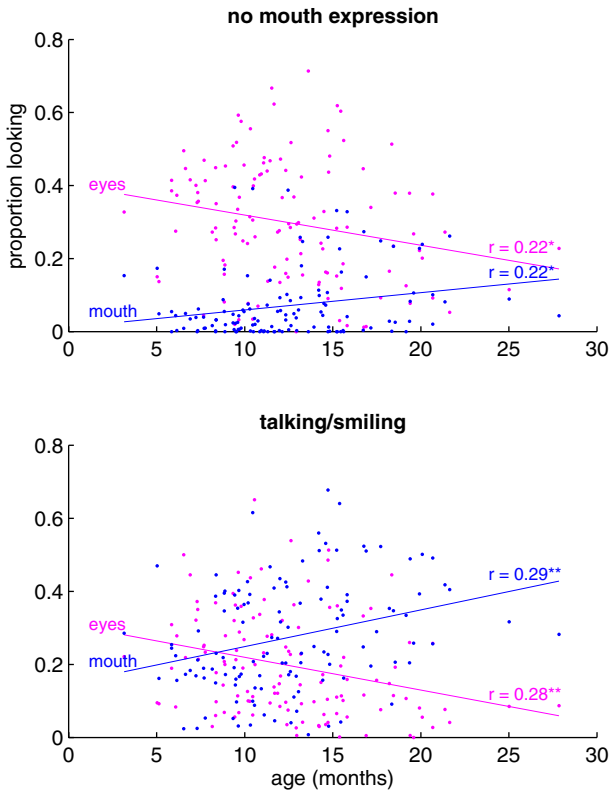 no mouth expression
0.8
0.6
0.4
0.2
0
proportion looking
eyes
mouth
r = 0.22*
r = 0.22*
0 5 10 15 20 25 30
talking/smiling
0.8
0.6
0.4
0.2
0
eyes
mouth
r = 0.29**
r = 0.28**
0 5 10 15 20 25 30
age (months)